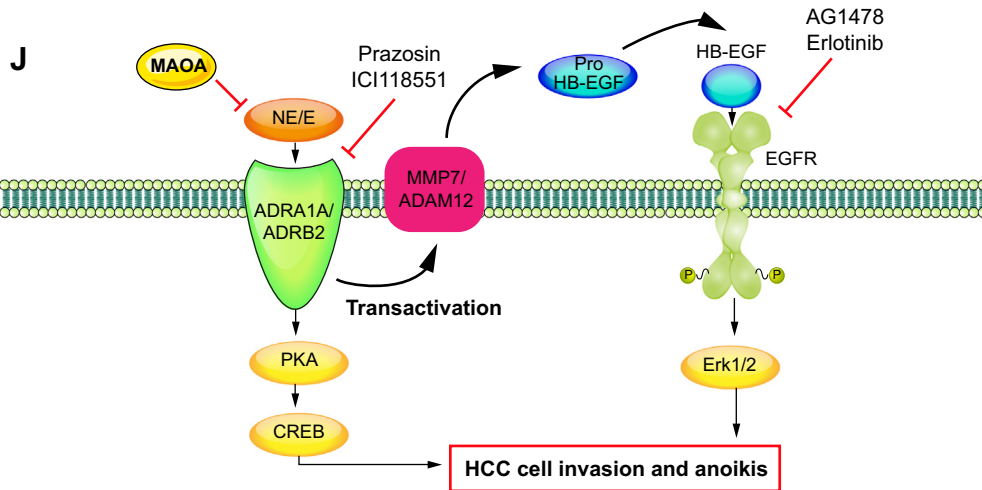 J
MAOA
NE/E
Prazosin
ICI118551
Pro
HB-EGF
HB-EGF
AG1478
Erlotinib
EGFR
MMP7/
ADAM12
ADRA1A/
ADRB2
Transactivation
P
P
PKA
Erk1/2
CREB
HCC cell invasion and anoikis